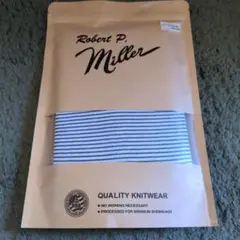 Robert P.
Miller
QUALITY KNITWEAR
● NO IRONING NECESSARY
● PROCESSED FOR MINIMUM SHRINKAGE